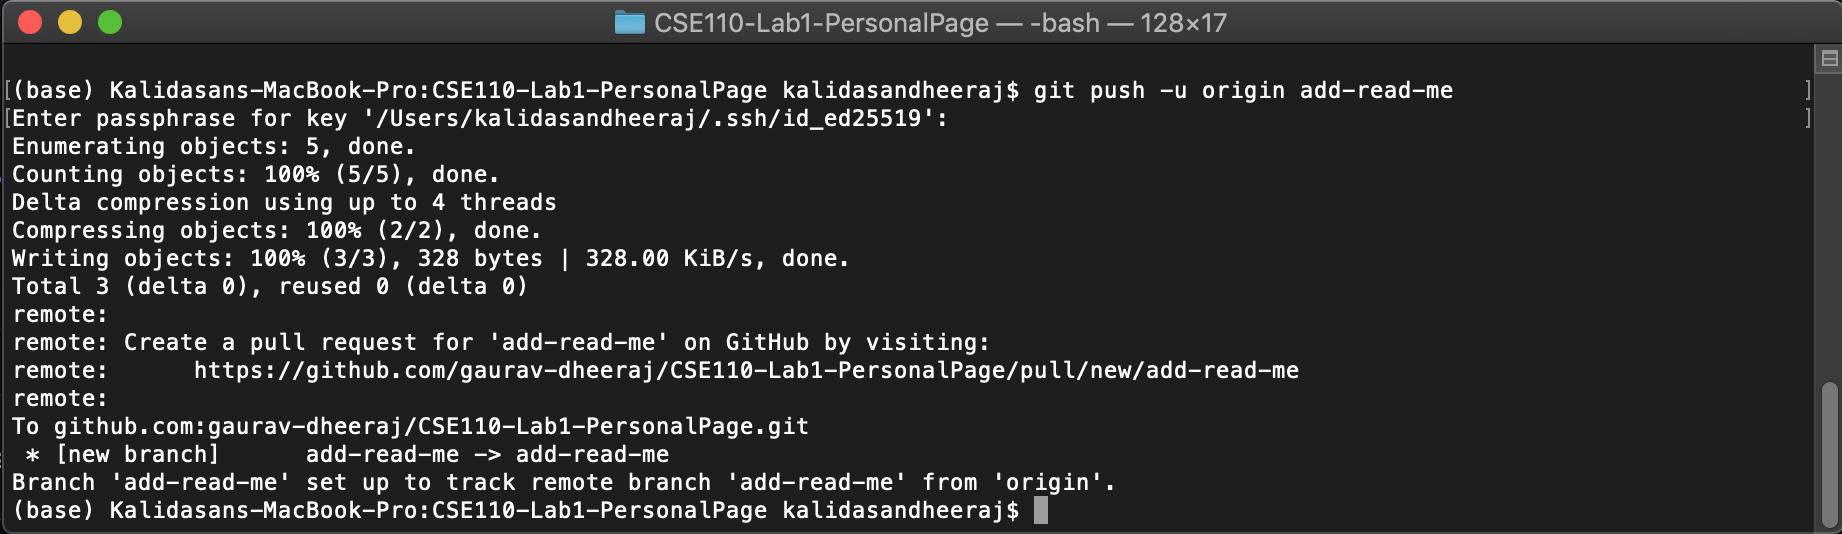 CSE110-Lab1-PersonalPage — -bash — 128×17
[(base) Kalidasans-MacBook-Pro:CSE110-Lab1-PersonalPage kalidasandheeraj$ git push -u origin add-read-me ]
[Enter passphrase for key '/Users/kalidasandheeraj/.ssh/id_ed25519': ]
Enumerating objects: 5, done.
Counting objects: 100% (5/5), done.
Delta compression using up to 4 threads
Compressing objects: 100% (2/2), done.
Writing objects: 100% (3/3), 328 bytes | 328.00 KiB/s, done.
Total 3 (delta 0), reused 0 (delta 0)
remote:
remote: Create a pull request for 'add-read-me' on GitHub by visiting:
remote:      https://github.com/gaurav-dheeraj/CSE110-Lab1-PersonalPage/pull/new/add-read-me
remote:
To github.com:gaurav-dheeraj/CSE110-Lab1-PersonalPage.git
 * [new branch]      add-read-me -> add-read-me
Branch 'add-read-me' set up to track remote branch 'add-read-me' from 'origin'.
(base) Kalidasans-MacBook-Pro:CSE110-Lab1-PersonalPage kalidasandheeraj$